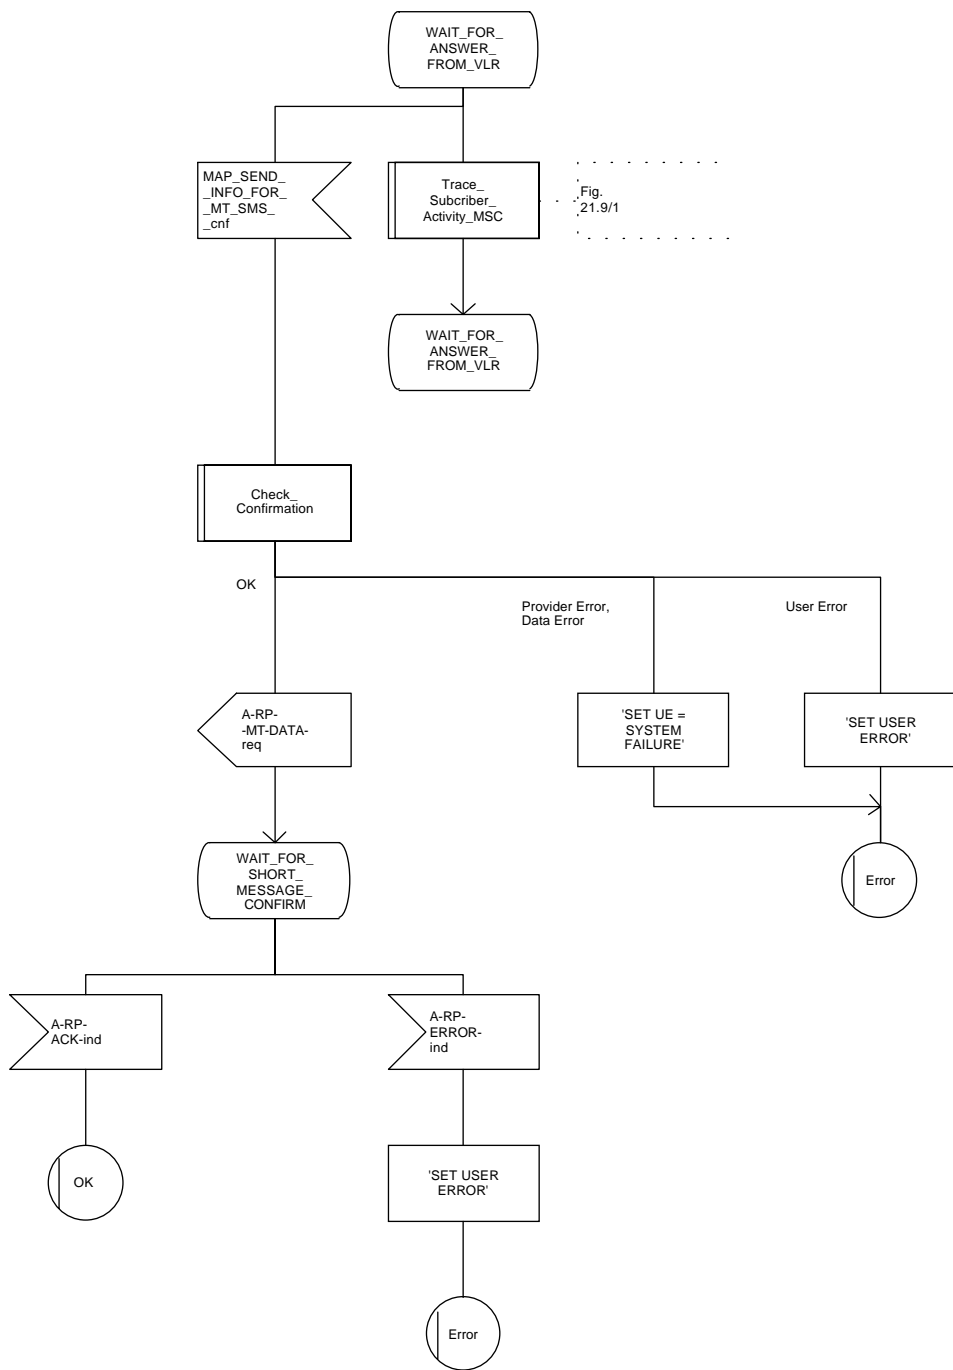 WAIT_FOR_
ANSWER_
FROM_VLR
MAP_SEND_
_INFO_FOR_
_MT_SMS_
_cnf
Trace_
Subcriber_
Activity_MSC
Fig.
21.9/1
WAIT_FOR_
ANSWER_
FROM_VLR
Check_
Confirmation
OK
Provider Error,
Data Error
User Error
A-RP-
-MT-DATA-
req
'SET UE =
SYSTEM
FAILURE'
'SET USER
ERROR'
WAIT_FOR_
SHORT_
MESSAGE_
CONFIRM
Error
A-RP-
ACK-ind
A-RP-
ERROR-
ind
OK
'SET USER
ERROR'
Error